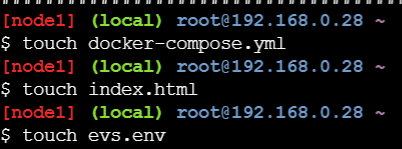 [node1] (local) root@192.168.0.28 ~
$ touch docker-compose.yml
[node1] (local) root@192.168.0.28 ~
$ touch index.html
[node1] (local) root@192.168.0.28 ~
$ touch evs.env